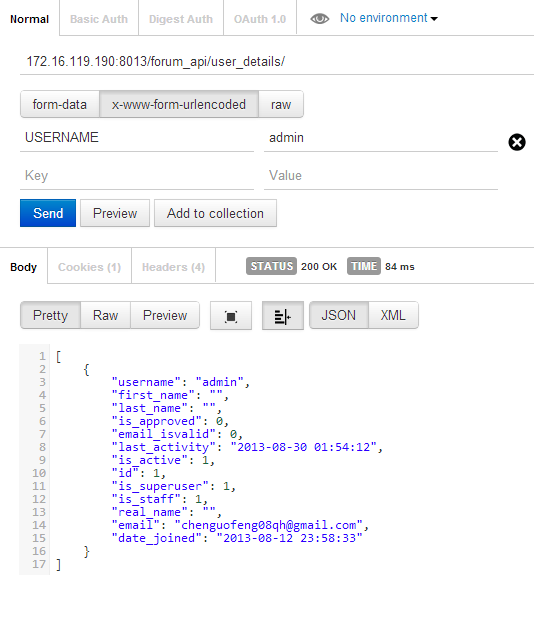 Normal Basic Auth Digest Auth OAuth 1.0 No environment
172.16.119.190:8013/forum_api/user_details/
form-data x-www-form-urlencoded raw
USERNAME admin
Key Value
Send Preview Add to collection
Body Cookies (1) Headers (4) STATUS 200 OK TIME 84 ms
Pretty Raw Preview JSON XML
1 [
2 {
3 "username": "admin",
4 "first_name": "",
5 "last_name": "",
6 "is_approved": 0,
7 "email_isvalid": 0,
8 "last_activity": "2013-08-30 01:54:12",
9 "is_active": 1,
10 "id": 1,
11 "is_superuser": 1,
12 "is_staff": 1,
13 "real_name": "",
14 "email": "chenguofeng08qh@gmail.com",
15 "date_joined": "2013-08-12 23:58:33"
16 }
17 ]